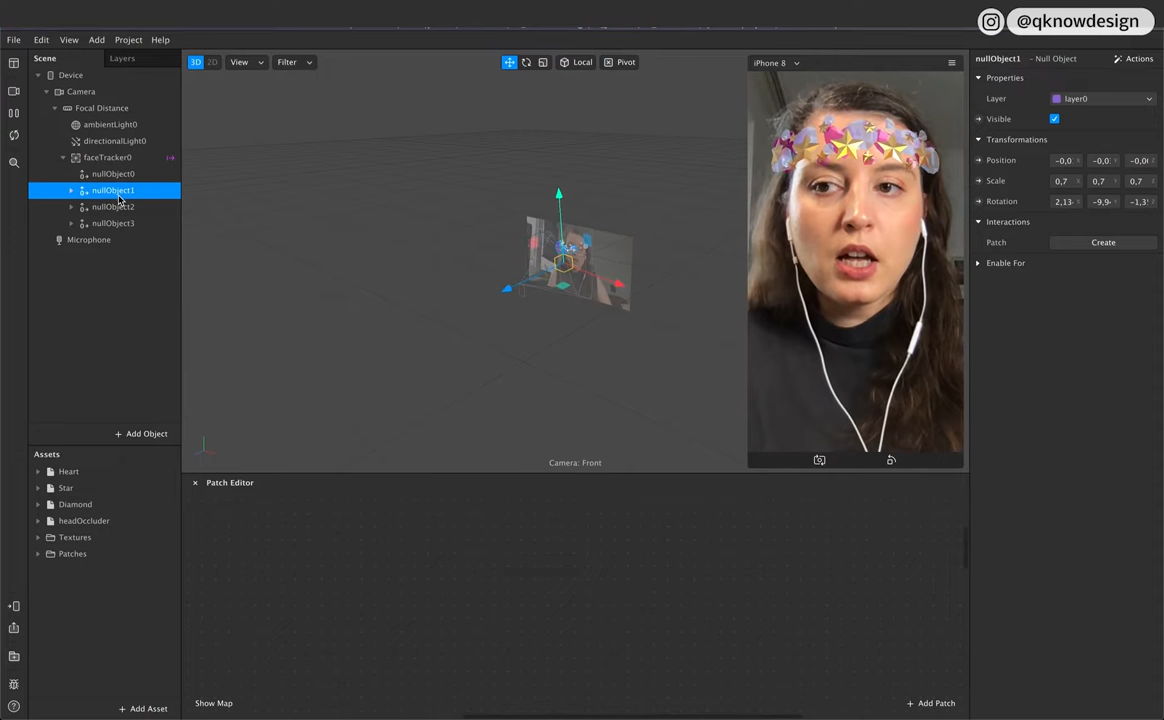 @qknowdesign
File Edit View Add Project Help
Scene Layers
Device
Camera
Focal Distance
ambientLight0
directionalLight0
faceTracker0
nullObject0
nullObject1
nullObject2
nullObject3
Microphone
+ Add Object
Assets
Heart
Star
Diamond
headOccluder
Textures
Patches
+ Add Asset
3D 2D View Filter Local Pivot
Camera: Front
iPhone 8
× Patch Editor
Show Map
+ Add Patch
nullObject1 – Null Object Actions
Properties
Layer layer0
Visible
Transformations
Position X Y Z
Scale 0,7 X 0,7 Y 0,7 Z
Rotation X Y Z
Interactions
Patch Create
Enable For